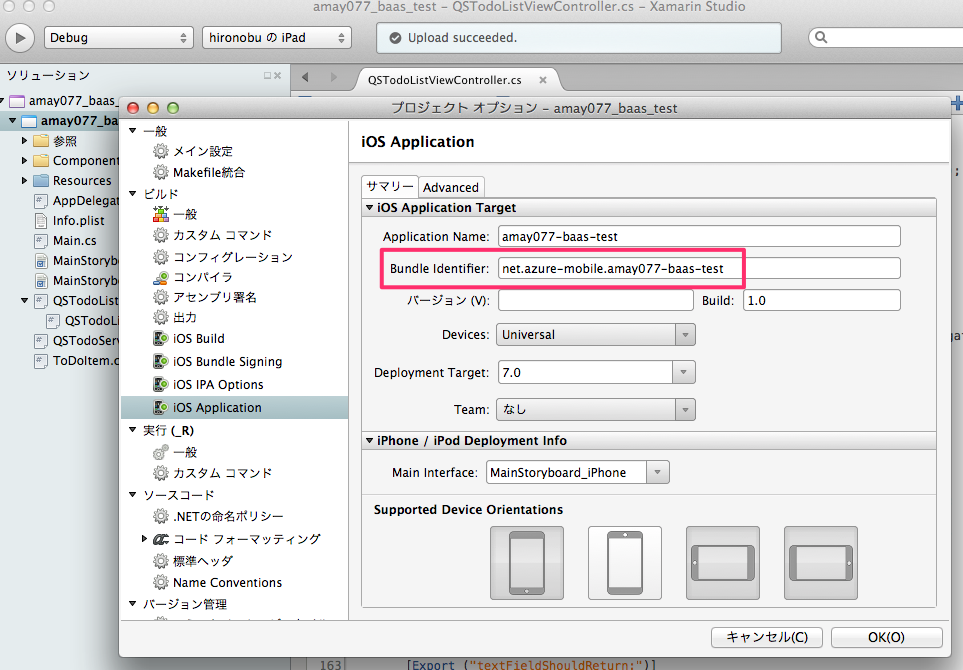 amay077_baas_test – QSTodoListViewController.cs – Xamarin Studio
Debug
hironobu の iPad
Upload succeeded.
ソリューション
QSTodoListViewController.cs
amay077_baas_
amay077_ba
参照
Component
Resources
AppDelegat
Info.plist
Main.cs
MainStoryb
MainStoryb
QSTodoList
QSTodoLi
QSTodoSer
ToDoItem.c
プロジェクト オプション – amay077_baas_test
一般
メイン設定
Makefile統合
ビルド
一般
カスタム コマンド
コンフィグレーション
コンパイラ
アセンブリ署名
出力
iOS Build
iOS Bundle Signing
iOS IPA Options
iOS Application
実行 (_R)
一般
カスタム コマンド
ソースコード
.NETの命名ポリシー
コード フォーマッティング
標準ヘッダ
Name Conventions
バージョン管理
iOS Application
サマリー Advanced
iOS Application Target
Application Name: amay077-baas-test
Bundle Identifier: net.azure-mobile.amay077-baas-test
バージョン (V): Build: 1.0
Devices: Universal
Deployment Target: 7.0
Team: なし
iPhone / iPod Deployment Info
Main Interface: MainStoryboard_iPhone
Supported Device Orientations
キャンセル(C) OK(O)
;
gat
163 [Export ("textFieldShouldReturn:")]